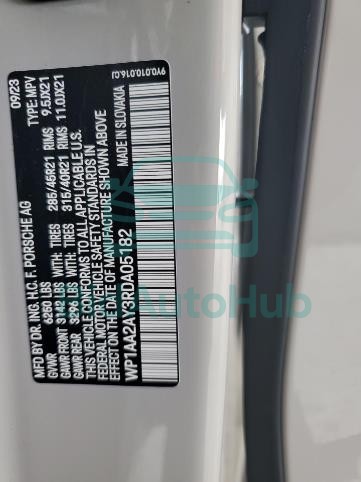 MFD BY DR. ING. H.C. F. PORSCHE AG 09/23
GVWR 6250 LBS TYPE: MPV
GAWR FRONT 3142 LBS WITH TIRES 285/45R21 RIMS 9.5JX21
GAWR REAR LBS WITH TIRES 315/40R21 RIMS 11.0JX21
THIS VEHICLE CONFORMS TO ALL APPLICABLE
FEDERAL MOTOR VEHICLE SAFETY STANDARDS IN
EFFECT ON DATE OF MANUFACTURE SHOWN ABOVE
WP1AA2AY3RDA05182 MADE IN SLOVAKIA
9Y0.010.016.CJ
AutoHub